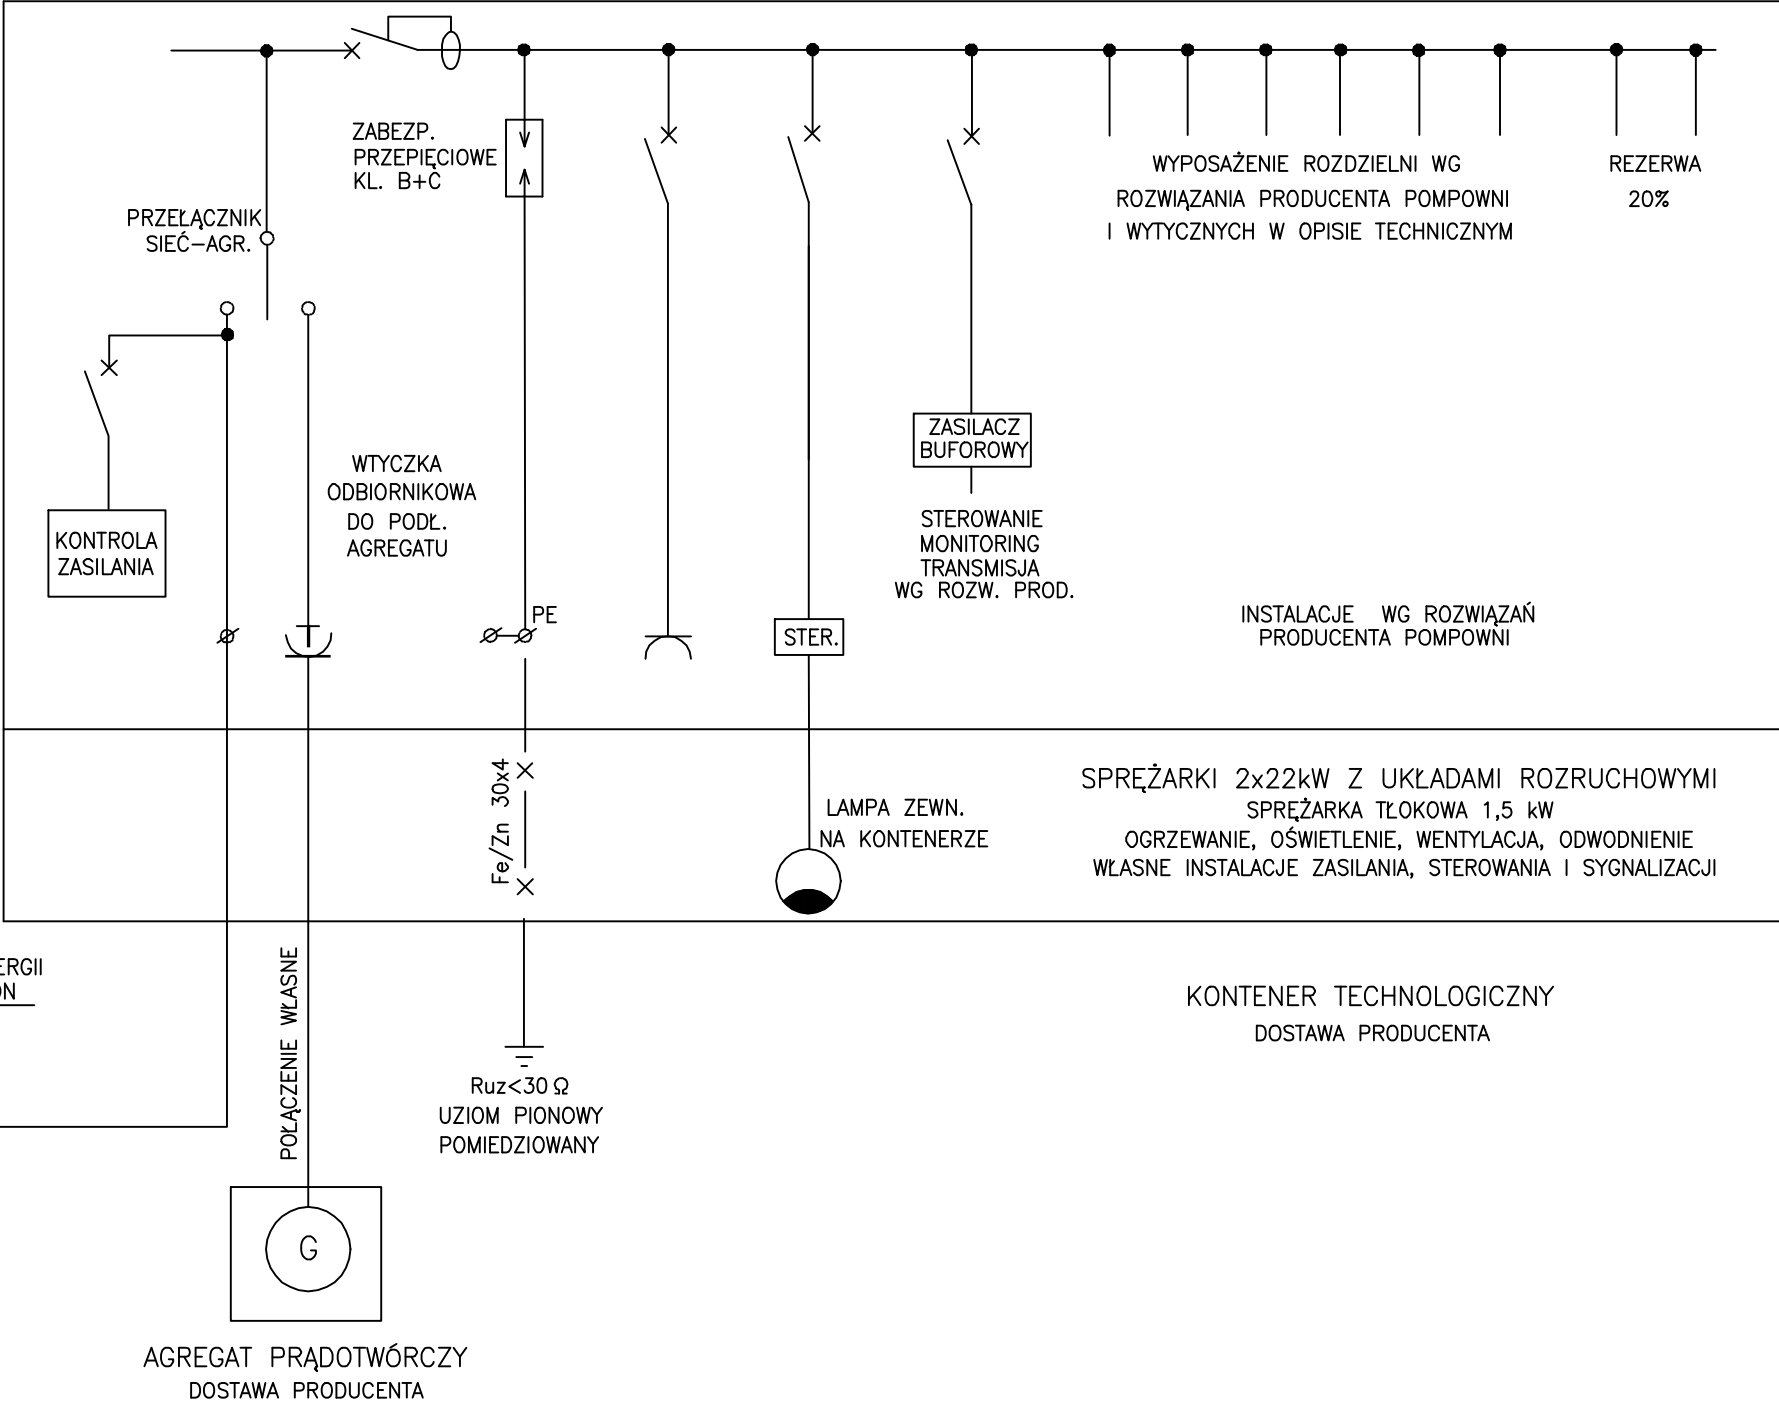 ZABEZP.
PRZEPIĘCIOWE
KL. B+C
WYPOSAŻENIE ROZDZIELNI WG
ROZWIĄZANIA PRODUCENTA POMPOWNI
I WYTYCZNYCH W OPISIE TECHNICZNYM
REZERWA
20%
PRZEŁĄCZNIK
SIEĆ-AGR.
KONTROLA
ZASILANIA
WTYCZKA
ODBIORNIKOWA
DO PODŁ.
AGREGATU
ZASILACZ
BUFOROWY
STEROWANIE
MONITORING
TRANSMISJA
WG ROZW. PROD.
PE
STER.
INSTALACJE WG ROZWIĄZAŃ
PRODUCENTA POMPOWNI
Fe/Zn 30x4
LAMPA ZEWN.
NA KONTENERZE
SPRĘŻARKI 2x22kW Z UKŁADAMI ROZRUCHOWYMI
SPRĘŻARKA TŁOKOWA 1,5 kW
OGRZEWANIE, OŚWIETLENIE, WENTYLACJA, ODWODNIENIE
WŁASNE INSTALACJE ZASILANIA, STEROWANIA I SYGNALIZACJI
ERGII
ON
POŁĄCZENIE WŁASNE
KONTENER TECHNOLOGICZNY
DOSTAWA PRODUCENTA
Ruz<30 Ω
UZIOM PIONOWY
POMIEDZIOWANY
G
AGREGAT PRĄDOTWÓRCZY
DOSTAWA PRODUCENTA